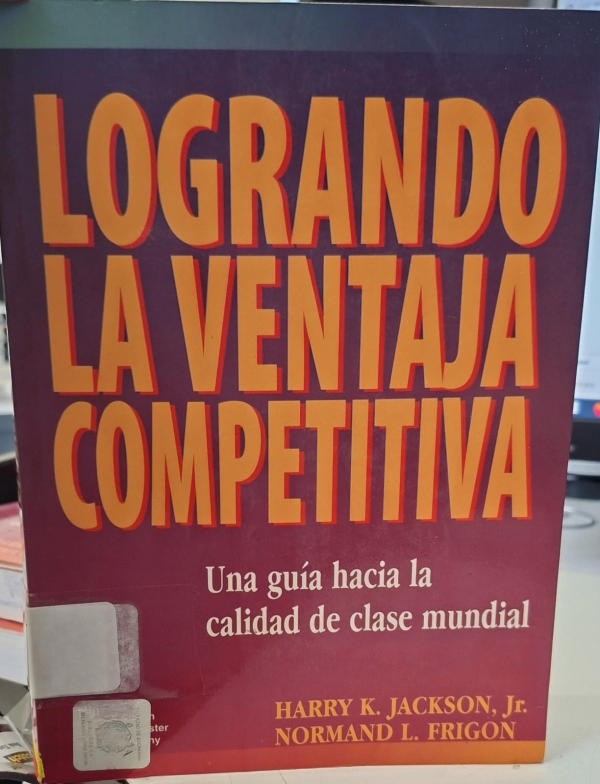 LOGRANDO
LA VENTAJA
COMPETITIVA
Una guía hacia la
calidad de clase mundial
HARRY K. JACKSON, Jr.
NORMAND L. FRIGON